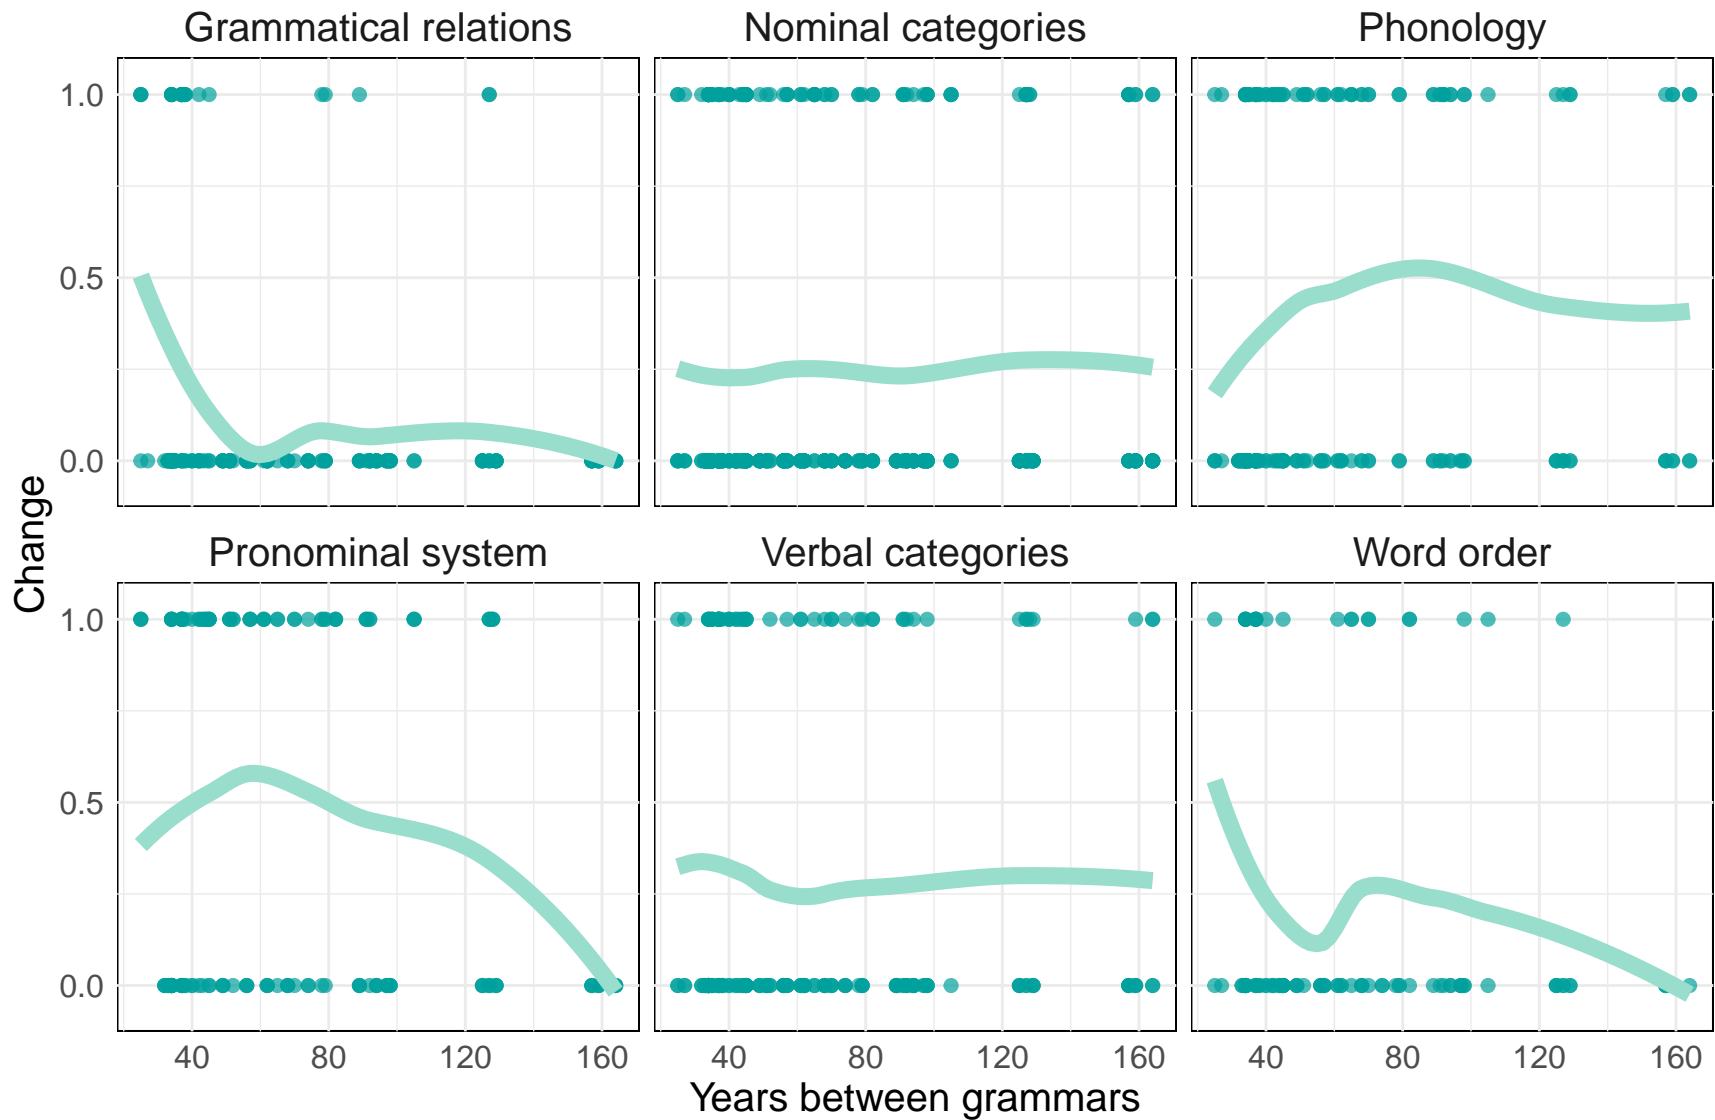 Grammatical relations
Nominal categories
Phonology
1.0
0.5
0.0
Pronominal system
Verbal categories
Word order
1.0
0.5
0.0
Change
40 80 120 160
40 80 120 160
40 80 120 160
Years between grammars